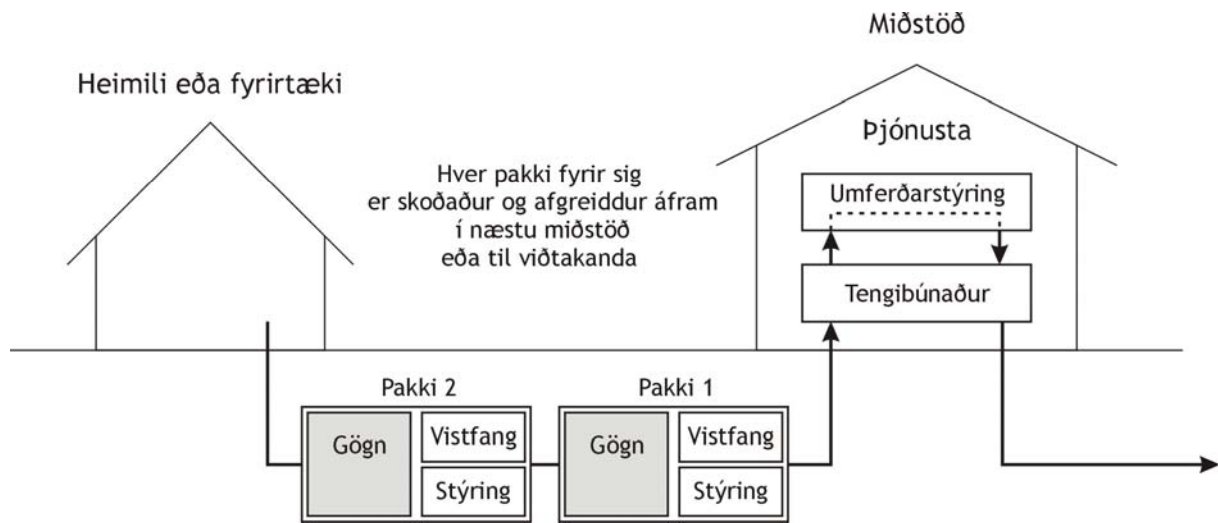 Miðstöð
Heimili eða fyrirtæki
Þjónusta
Hver pakki fyrir sig
er skoðaður og afgreiddur áfram
í næstu miðstöð
eða til viðtakanda
Umferðarstýring
Tengibúnaður
Pakki 2
Pakki 1
Gögn
Vistfang
Stýring
Gögn
Vistfang
Stýring